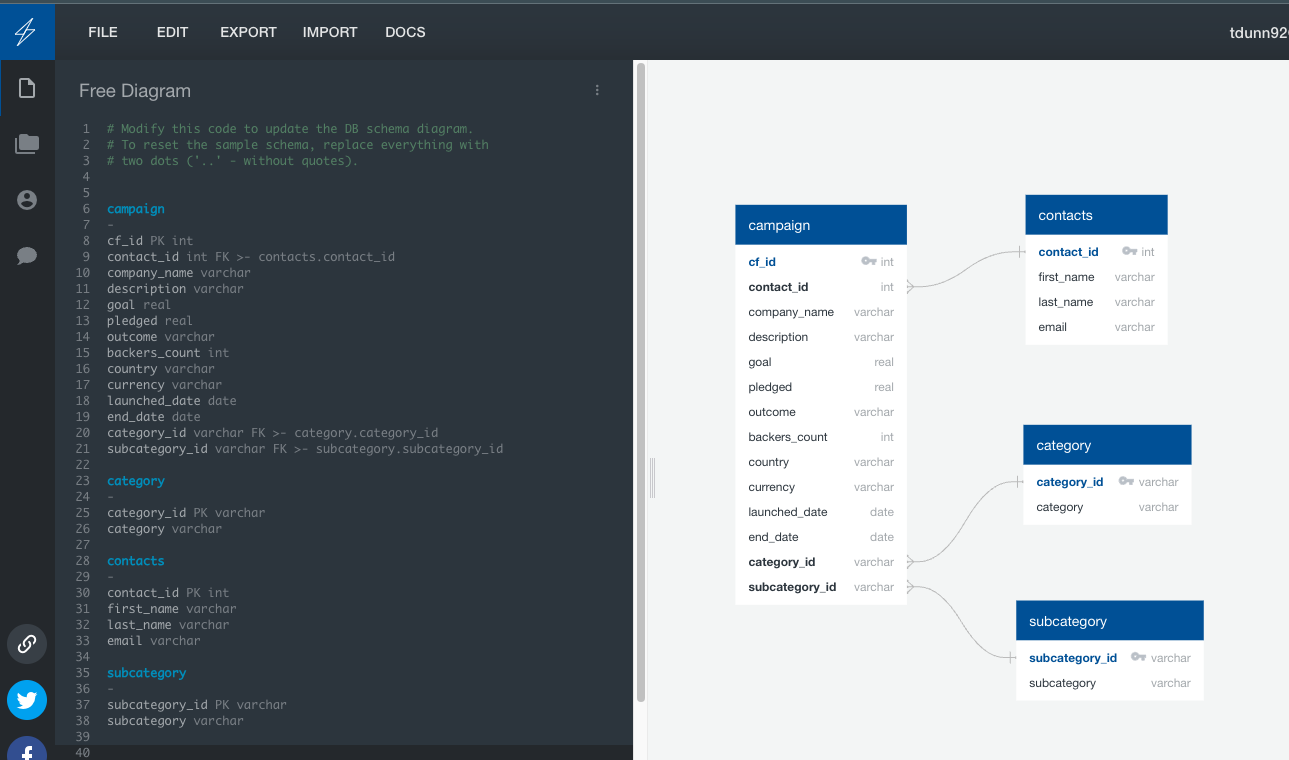 FILE EDIT EXPORT IMPORT DOCS tdunn920
Free Diagram
1 # Modify this code to update the DB schema diagram.
2 # To reset the sample schema, replace everything with
3 # two dots ('..' - without quotes).
4
5
6 campaign
7 -
8 cf_id PK int
9 contact_id int FK >- contacts.contact_id
10 company_name varchar
11 description varchar
12 goal real
13 pledged real
14 outcome varchar
15 backers_count int
16 country varchar
17 currency varchar
18 launched_date date
19 end_date date
20 category_id varchar FK >- category.category_id
21 subcategory_id varchar FK >- subcategory.subcategory_id
22
23 category
24 -
25 category_id PK varchar
26 category varchar
27
28 contacts
29 -
30 contact_id PK int
31 first_name varchar
32 last_name varchar
33 email varchar
34
35 subcategory
36 -
37 subcategory_id PK varchar
38 subcategory varchar
39
40
campaign
cf_id int
contact_id int
company_name varchar
description varchar
goal real
pledged real
outcome varchar
backers_count int
country varchar
currency varchar
launched_date date
end_date date
category_id varchar
subcategory_id varchar
contacts
contact_id int
first_name varchar
last_name varchar
email varchar
category
category_id varchar
category varchar
subcategory
subcategory_id varchar
subcategory varchar